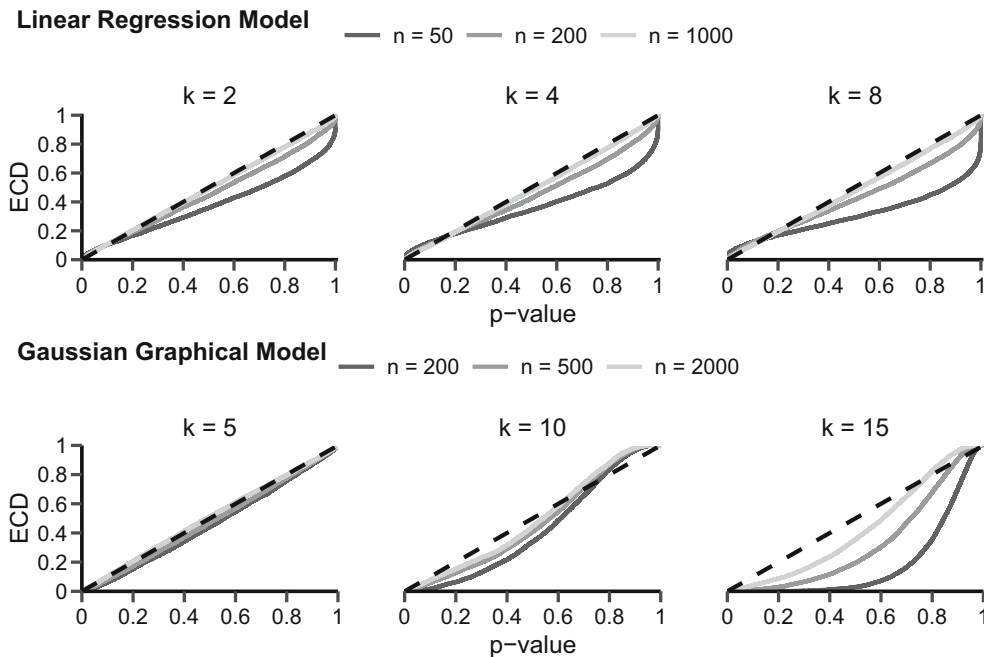 Linear Regression Model
n = 50 n = 200 n = 1000
k = 2 k = 4 k = 8
ECD
1
0.8
0.6
0.4
0.2
0
0 0.2 0.4 0.6 0.8 1 0 0.2 0.4 0.6 0.8 1 0 0.2 0.4 0.6 0.8 1
p−value
Gaussian Graphical Model
n = 200 n = 500 n = 2000
k = 5 k = 10 k = 15
ECD
1
0.8
0.6
0.4
0.2
0
0 0.2 0.4 0.6 0.8 1 0 0.2 0.4 0.6 0.8 1 0 0.2 0.4 0.6 0.8 1
p−value